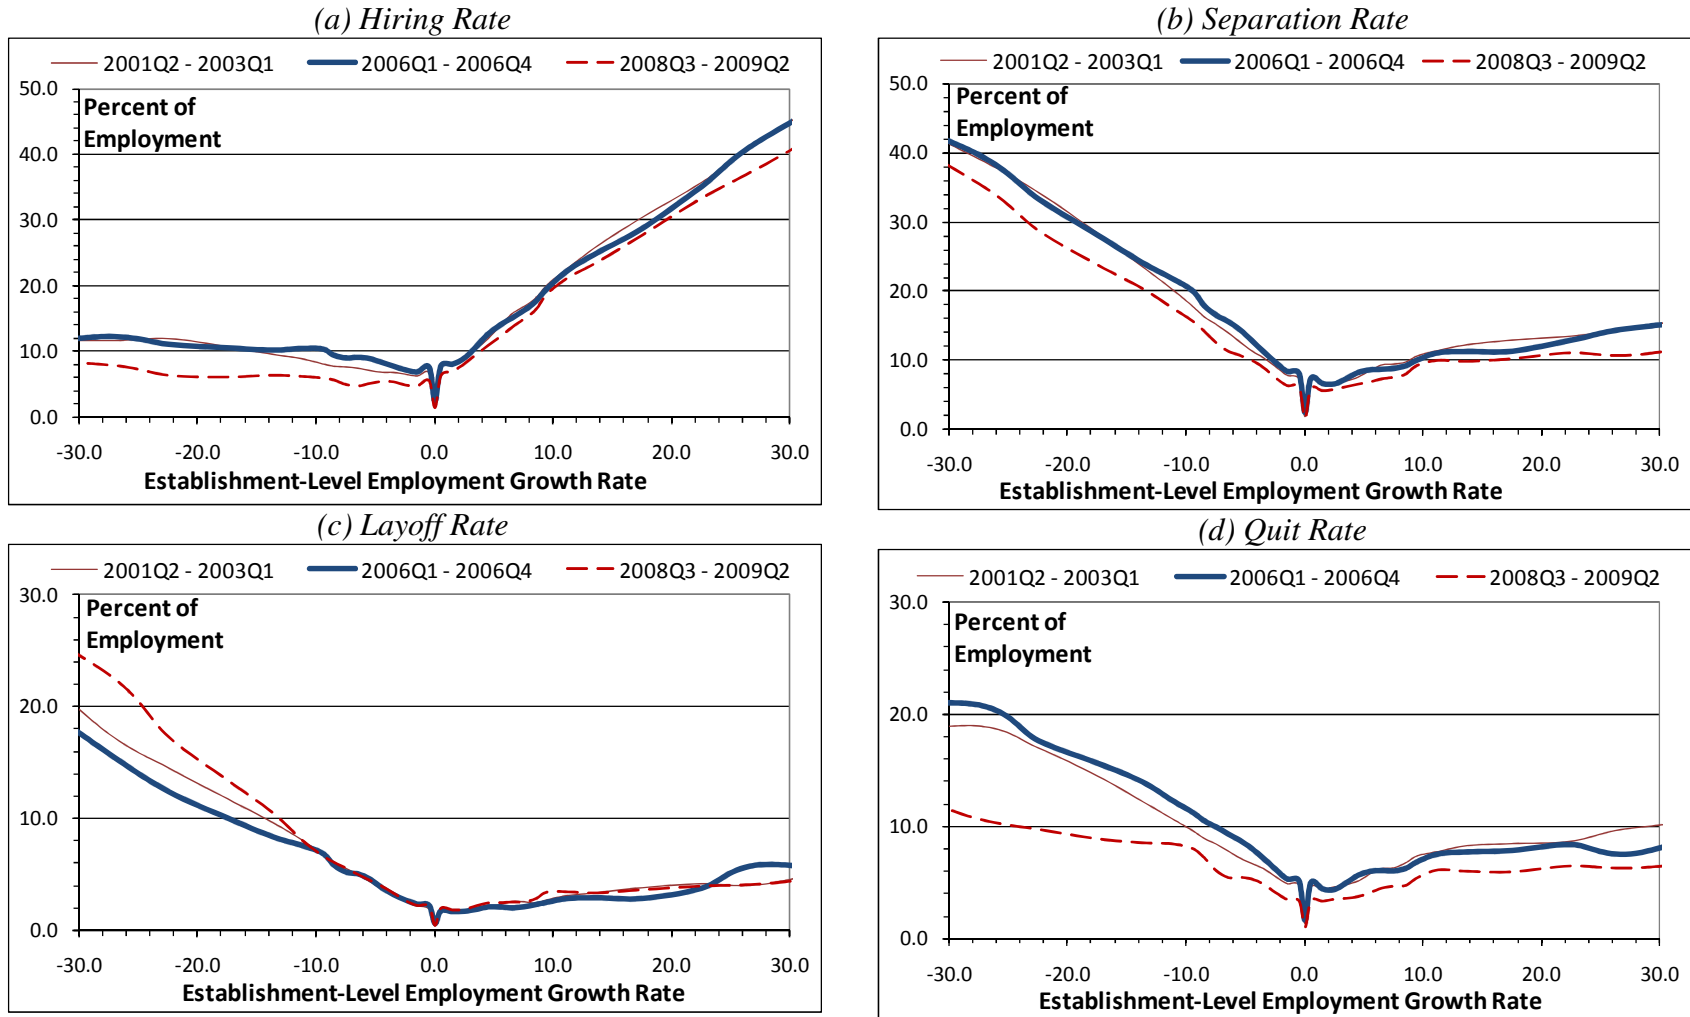 (a) Hiring Rate
2001Q2 - 2003Q1 2006Q1 - 2006Q4 2008Q3 - 2009Q2
50.0
Percent of
Employment
40.0
30.0
20.0
10.0
0.0
-30.0 -20.0 -10.0 0.0 10.0 20.0 30.0
Establishment-Level Employment Growth Rate
(b) Separation Rate
2001Q2 - 2003Q1 2006Q1 - 2006Q4 2008Q3 - 2009Q2
50.0
Percent of
Employment
40.0
30.0
20.0
10.0
0.0
-30.0 -20.0 -10.0 0.0 10.0 20.0 30.0
Establishment-Level Employment Growth Rate
(c) Layoff Rate
2001Q2 - 2003Q1 2006Q1 - 2006Q4 2008Q3 - 2009Q2
30.0
Percent of
Employment
20.0
10.0
0.0
-30.0 -20.0 -10.0 0.0 10.0 20.0 30.0
Establishment-Level Employment Growth Rate
(d) Quit Rate
2001Q2 - 2003Q1 2006Q1 - 2006Q4 2008Q3 - 2009Q2
30.0
Percent of
Employment
20.0
10.0
0.0
-30.0 -20.0 -10.0 0.0 10.0 20.0 30.0
Establishment-Level Employment Growth Rate